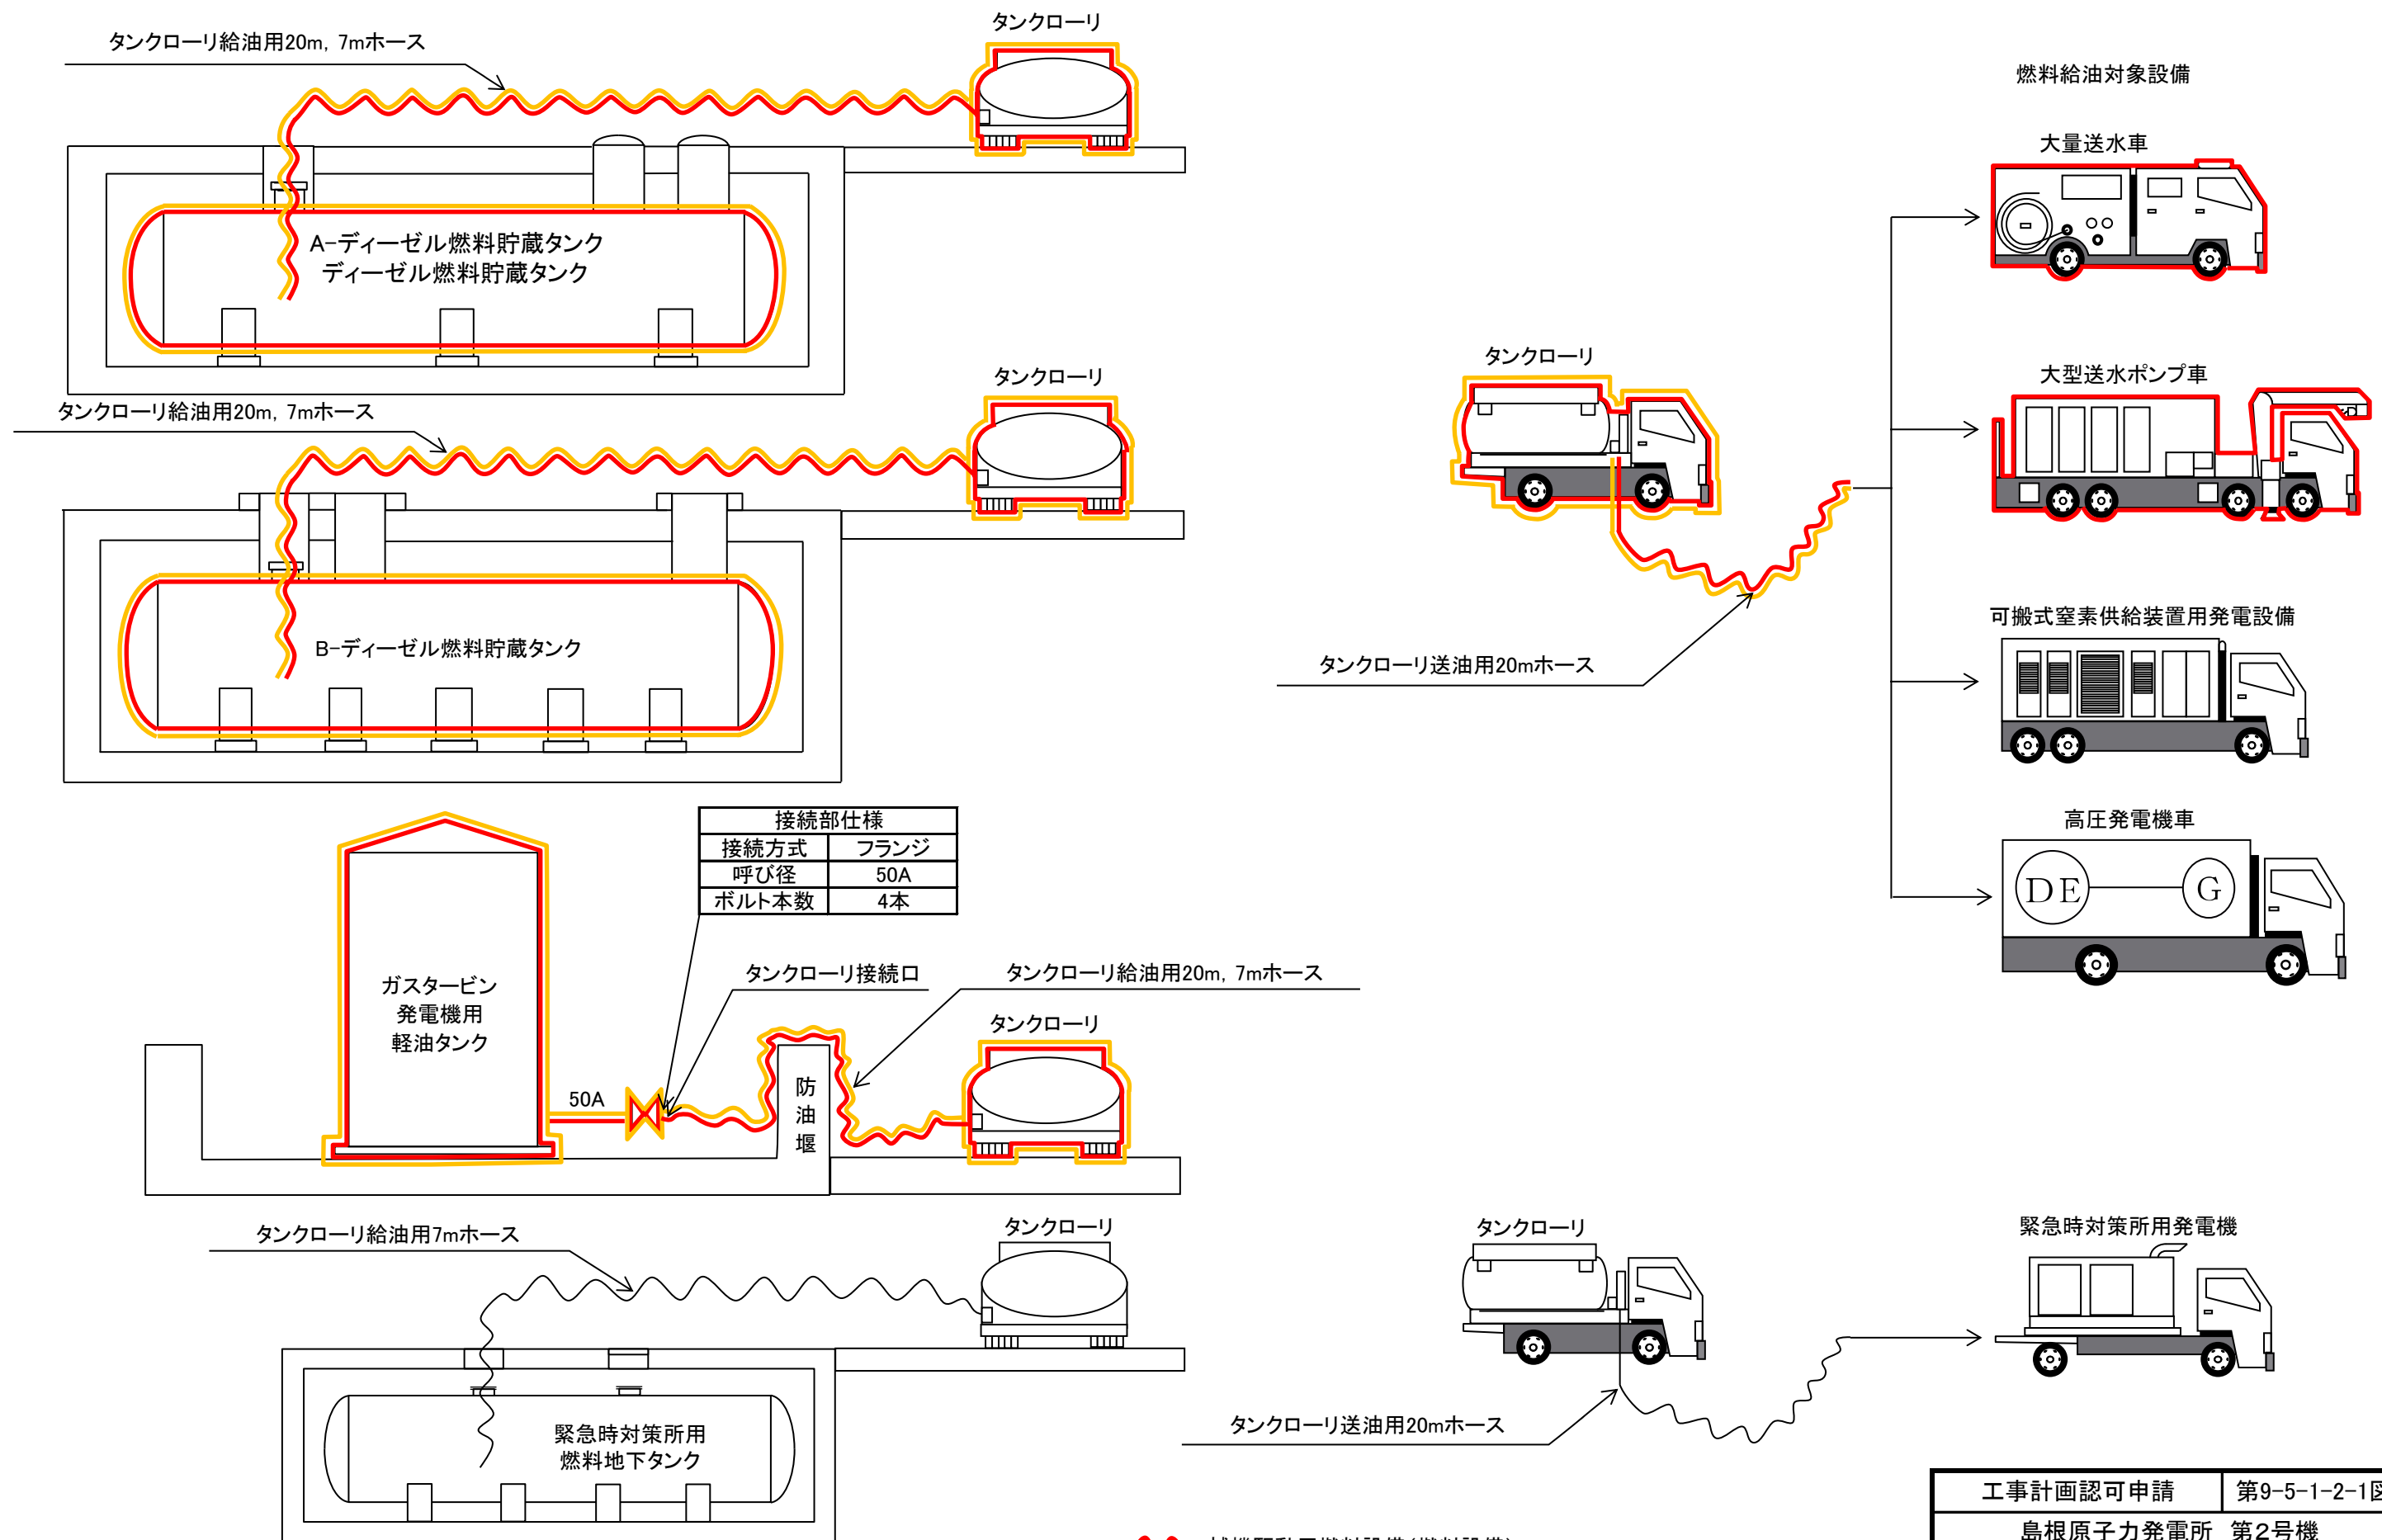 タンクローリ
タンクローリ給油用20m, 7mホース
A-ディーゼル燃料貯蔵タンク
ディーゼル燃料貯蔵タンク
タンクローリ
タンクローリ給油用20m, 7mホース
B-ディーゼル燃料貯蔵タンク
接続部仕様
接続方式 フランジ
呼び径 50A
ボルト本数 4本
タンクローリ接続口
タンクローリ給油用20m, 7mホース
ガスタービン
発電機用
軽油タンク
タンクローリ
50A
防
油
堰
タンクローリ給油用7mホース
タンクローリ
緊急時対策所用
燃料地下タンク
燃料給油対象設備
大量送水車
タンクローリ
大型送水ポンプ車
タンクローリ送油用20mホース
可搬式窒素供給装置用発電設備
高圧発電機車
DE
G
タンクローリ
緊急時対策所用発電機
タンクローリ送油用20mホース
工事計画認可申請 第9-5-1-2-1図
島根原子力発電所 第2号機